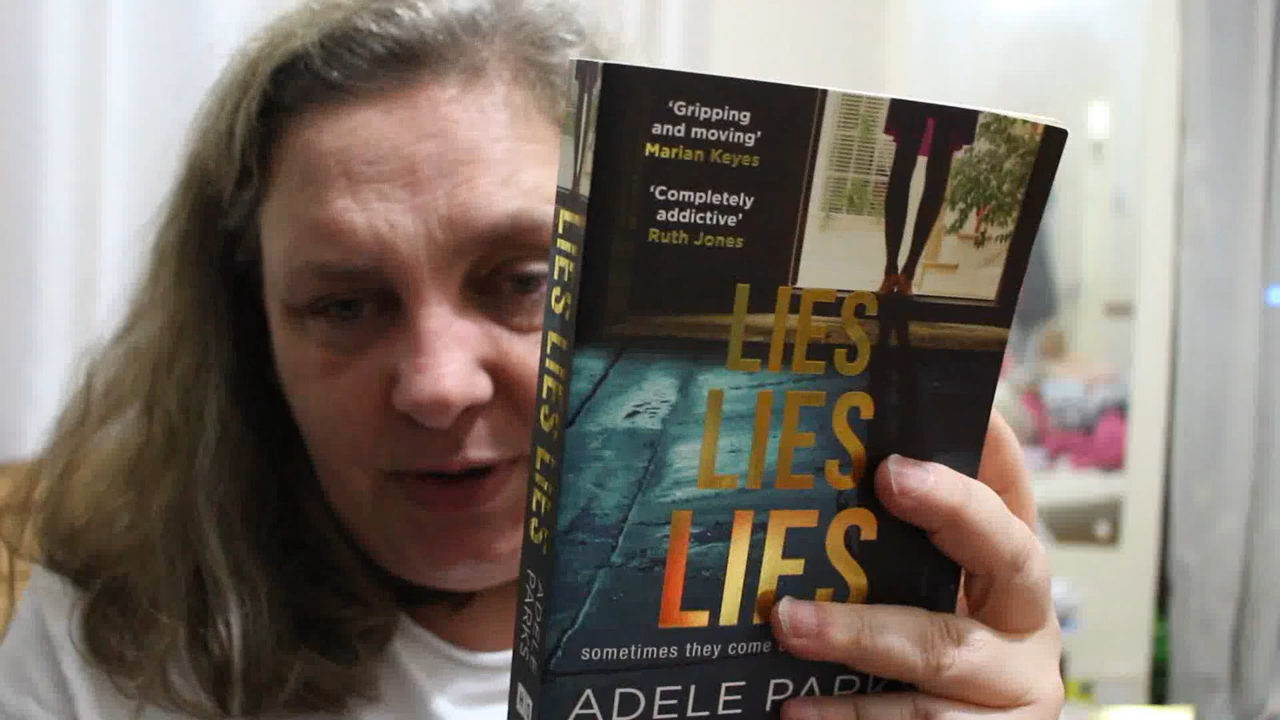 ‘Gripping
and moving’
Marian Keyes
‘Completely
addictive’
Ruth Jones
LIES
LIES
LIES
sometimes they come
ADELE PARK
LIES LIES LIES
ADELE
PARKS